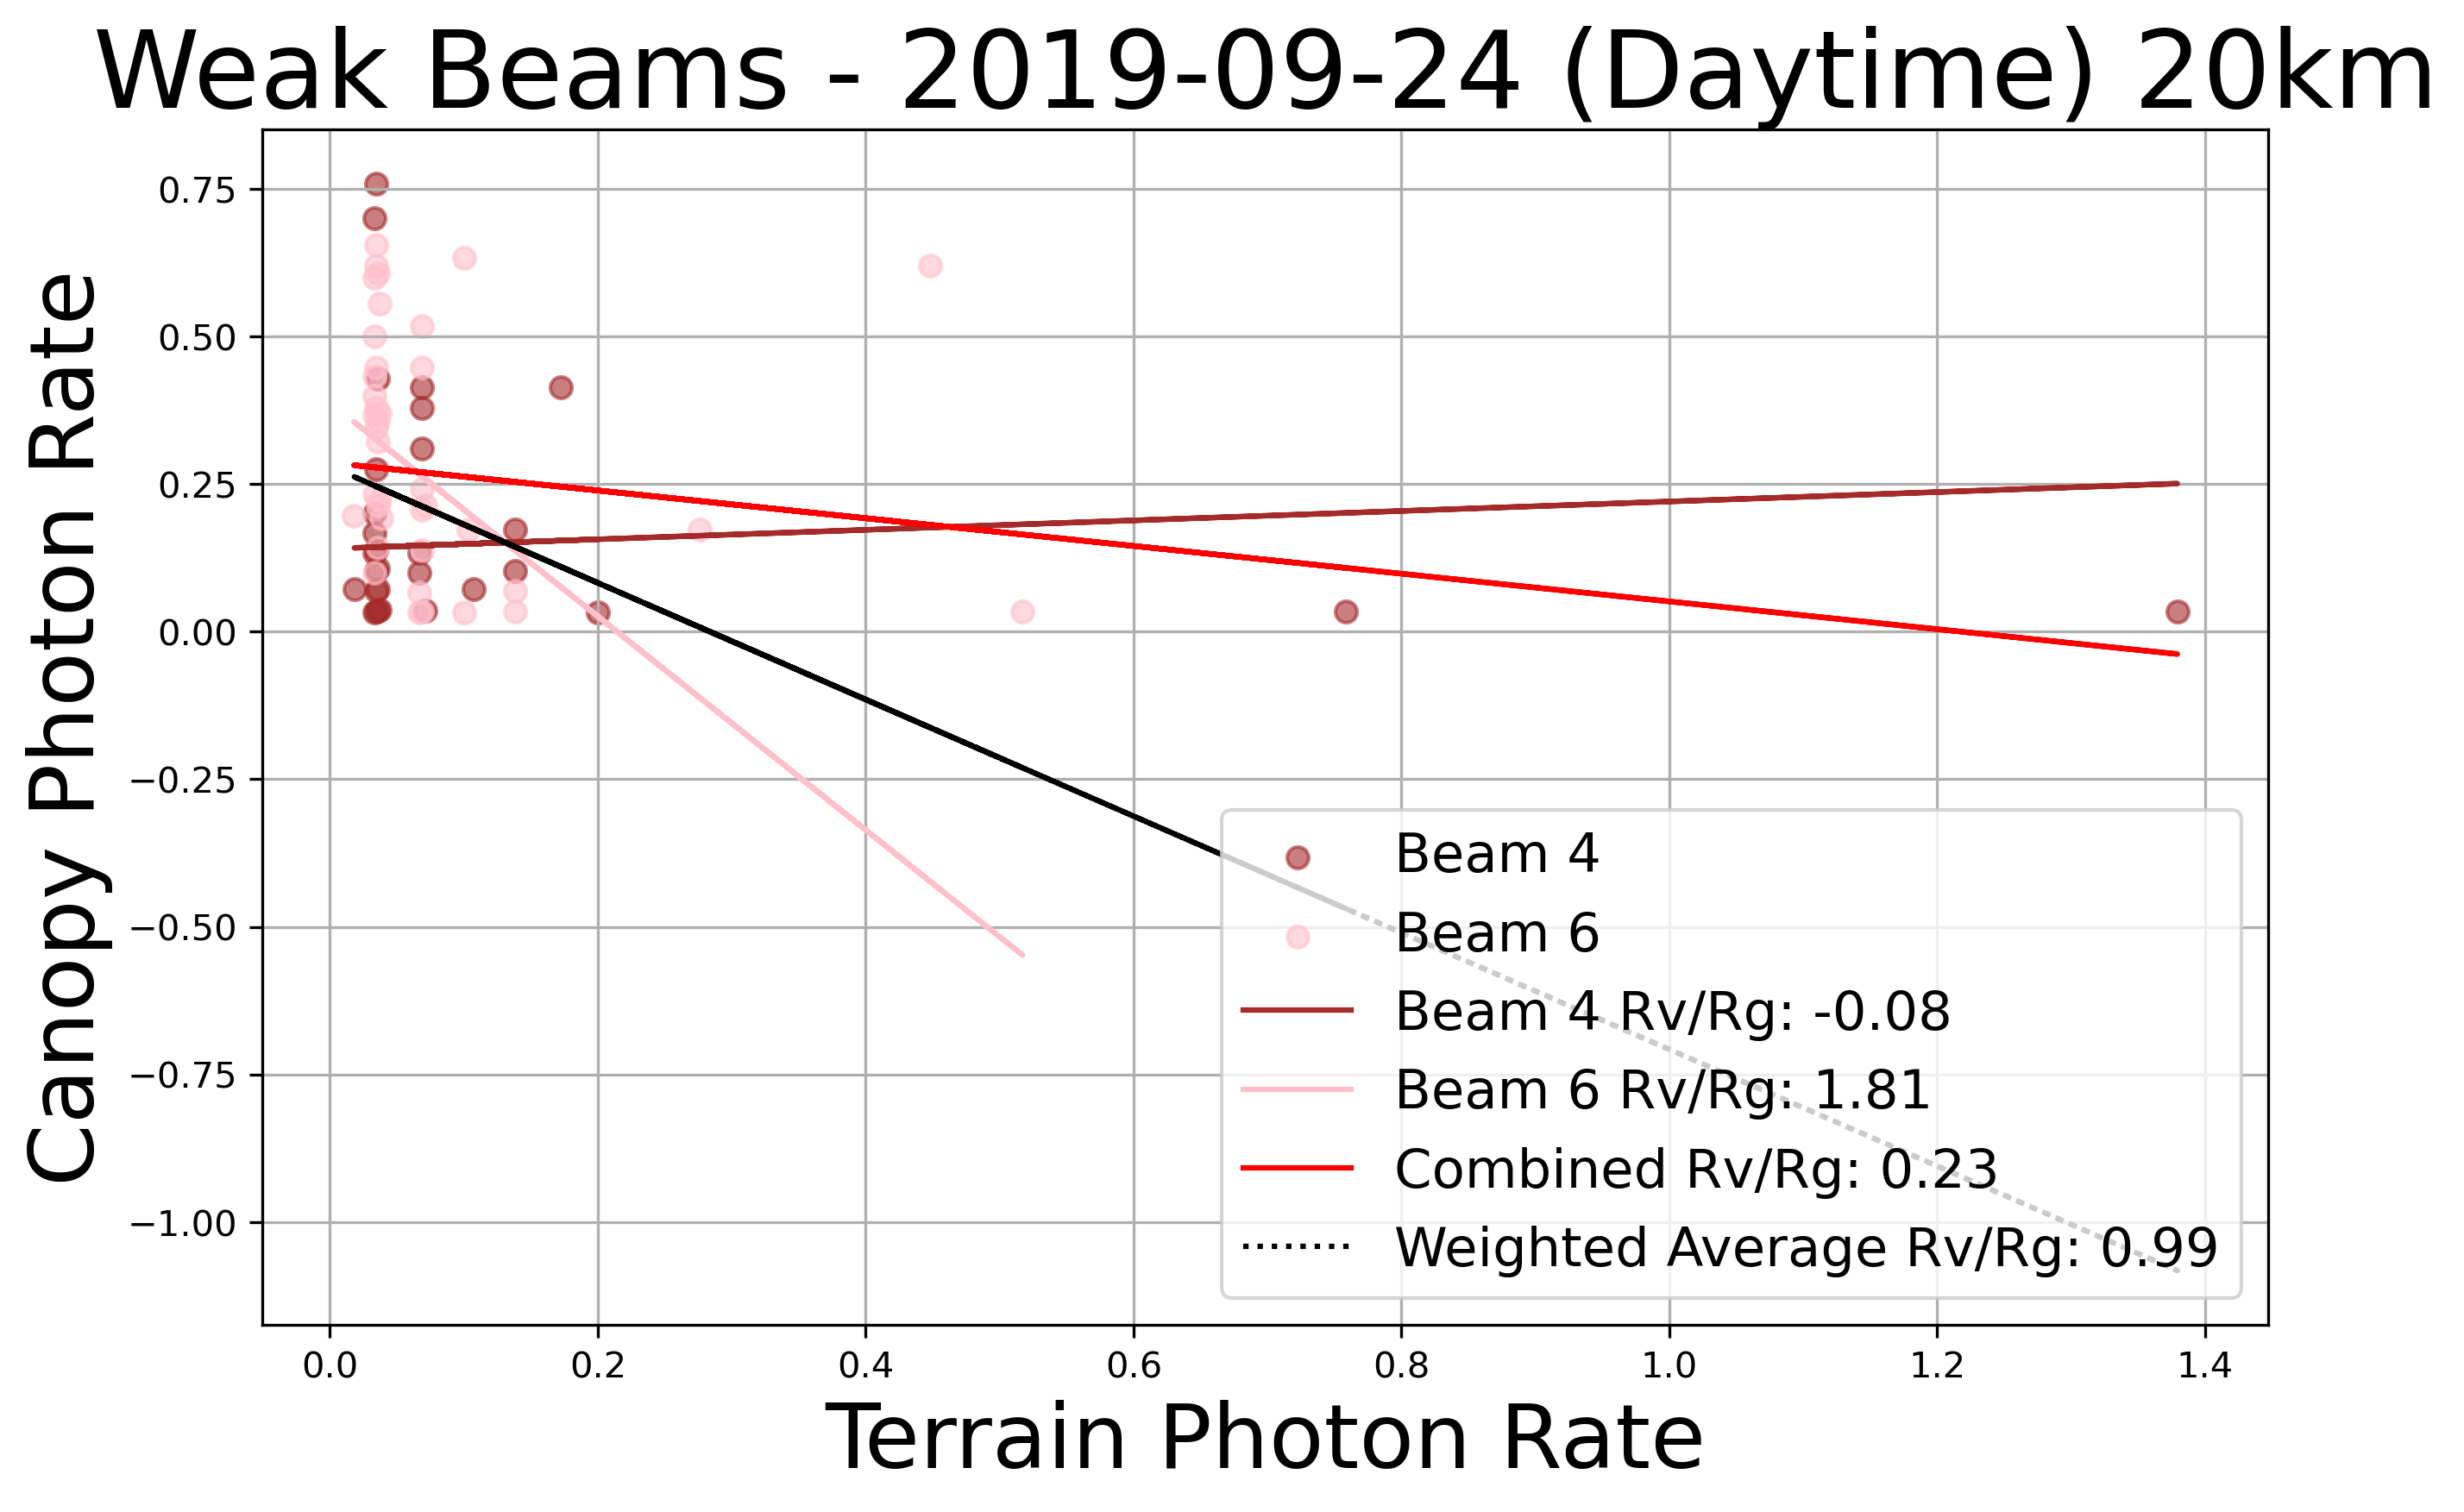 Weak Beams - 2019-09-24 (Daytime) 20km
Canopy Photon Rate
0.75
0.50
0.25
0.00
−0.25
−0.50
−0.75
−1.00
Beam 4
Beam 6
Beam 4 Rv/Rg: -0.08
Beam 6 Rv/Rg: 1.81
Combined Rv/Rg: 0.23
Weighted Average Rv/Rg: 0.99
0.0 0.2 0.4 0.6 0.8 1.0 1.2 1.4
Terrain Photon Rate